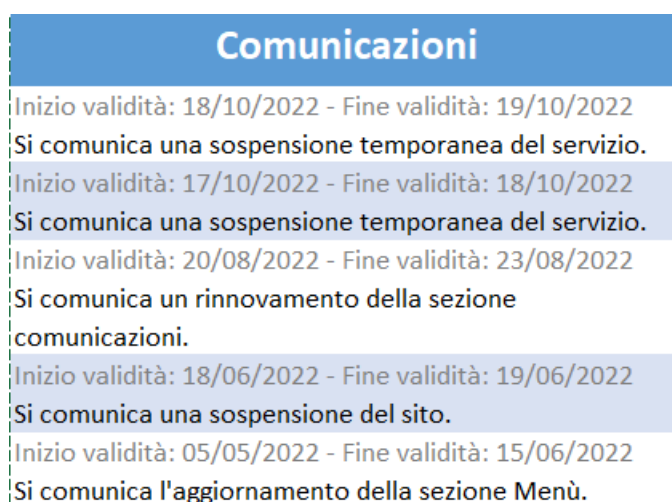 Comunicazioni
Inizio validità: 18/10/2022 - Fine validità: 19/10/2022
Si comunica una sospensione temporanea del servizio.
Inizio validità: 17/10/2022 - Fine validità: 18/10/2022
Si comunica una sospensione temporanea del servizio.
Inizio validità: 20/08/2022 - Fine validità: 23/08/2022
Si comunica un rinnovamento della sezione
comunicazioni.
Inizio validità: 18/06/2022 - Fine validità: 19/06/2022
Si comunica una sospensione del sito.
Inizio validità: 05/05/2022 - Fine validità: 15/06/2022
Si comunica l'aggiornamento della sezione Menù.